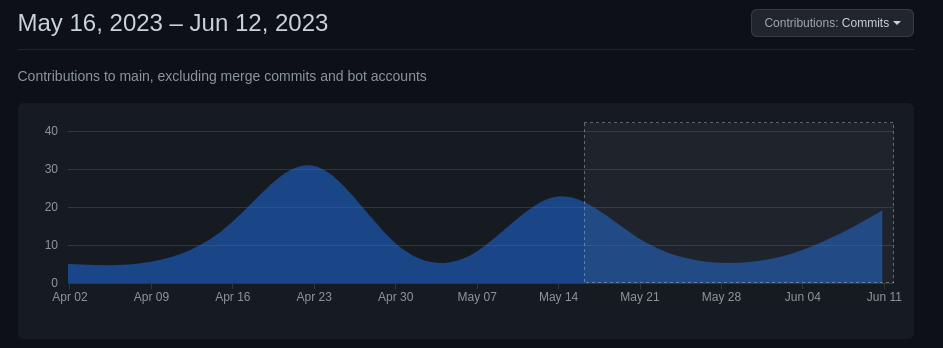 May 16, 2023 – Jun 12, 2023
Contributions: Commits
Contributions to main, excluding merge commits and bot accounts
40
30
20
10
0
Apr 02 Apr 09 Apr 16 Apr 23 Apr 30 May 07 May 14 May 21 May 28 Jun 04 Jun 11